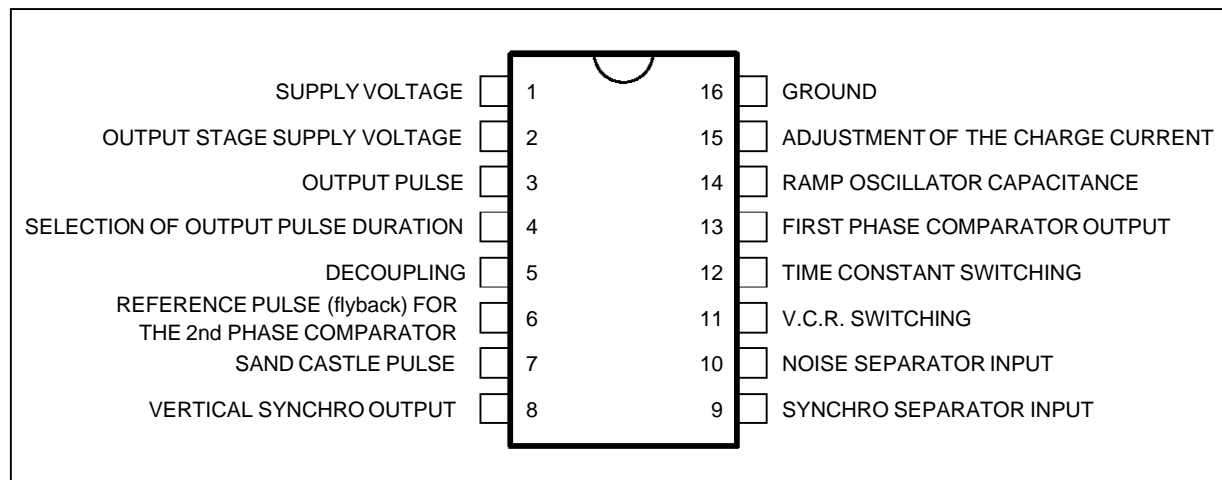 SUPPLY VOLTAGE 1 16 GROUND
OUTPUT STAGE SUPPLY VOLTAGE 2 15 ADJUSTMENT OF THE CHARGE CURRENT
OUTPUT PULSE 3 14 RAMP OSCILLATOR CAPACITANCE
SELECTION OF OUTPUT PULSE DURATION 4 13 FIRST PHASE COMPARATOR OUTPUT
DECOUPLING 5 12 TIME CONSTANT SWITCHING
REFERENCE PULSE (flyback) FOR
THE 2nd PHASE COMPARATOR 6 11 V.C.R. SWITCHING
SAND CASTLE PULSE 7 10 NOISE SEPARATOR INPUT
VERTICAL SYNCHRO OUTPUT 8 9 SYNCHRO SEPARATOR INPUT